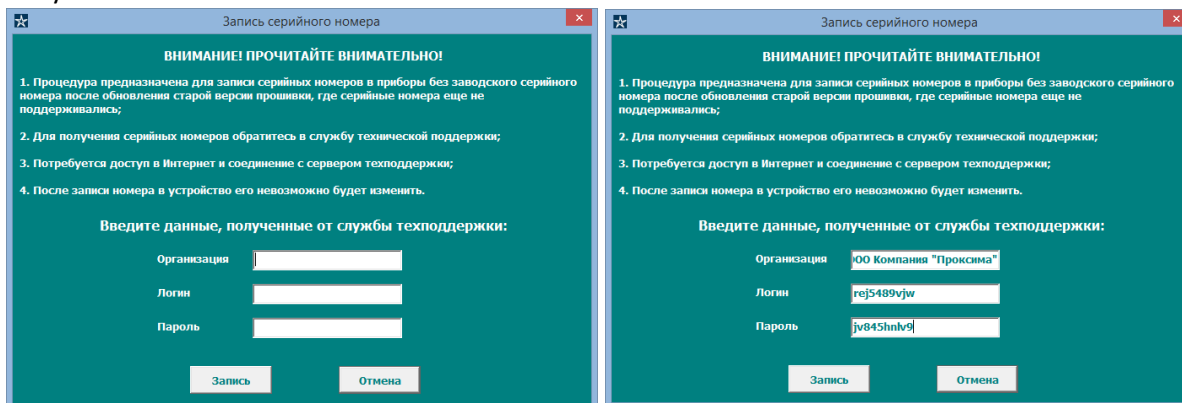 Запись серийного номера
ВНИМАНИЕ! ПРОЧИТАЙТЕ ВНИМАТЕЛЬНО!
1. Процедура предназначена для записи серийных номеров в приборы без заводского серийного
номера после обновления старой версии прошивки, где серийные номера еще не
поддерживались;
2. Для получения серийных номеров обратитесь в службу технической поддержки;
3. Потребуется доступ в Интернет и соединение с сервером техподдержки;
4. После записи номера в устройство его невозможно будет изменить.
Введите данные, полученные от службы техподдержки:
Организация
Логин
Пароль
Запись Отмена
Запись серийного номера
ВНИМАНИЕ! ПРОЧИТАЙТЕ ВНИМАТЕЛЬНО!
1. Процедура предназначена для записи серийных номеров в приборы без заводского серийного
номера после обновления старой версии прошивки, где серийные номера еще не
поддерживались;
2. Для получения серийных номеров обратитесь в службу технической поддержки;
3. Потребуется доступ в Интернет и соединение с сервером техподдержки;
4. После записи номера в устройство его невозможно будет изменить.
Введите данные, полученные от службы техподдержки:
Организация ОО Компания "Проксима"
Логин rej5489vjw
Пароль jv845hnlv9
Запись Отмена